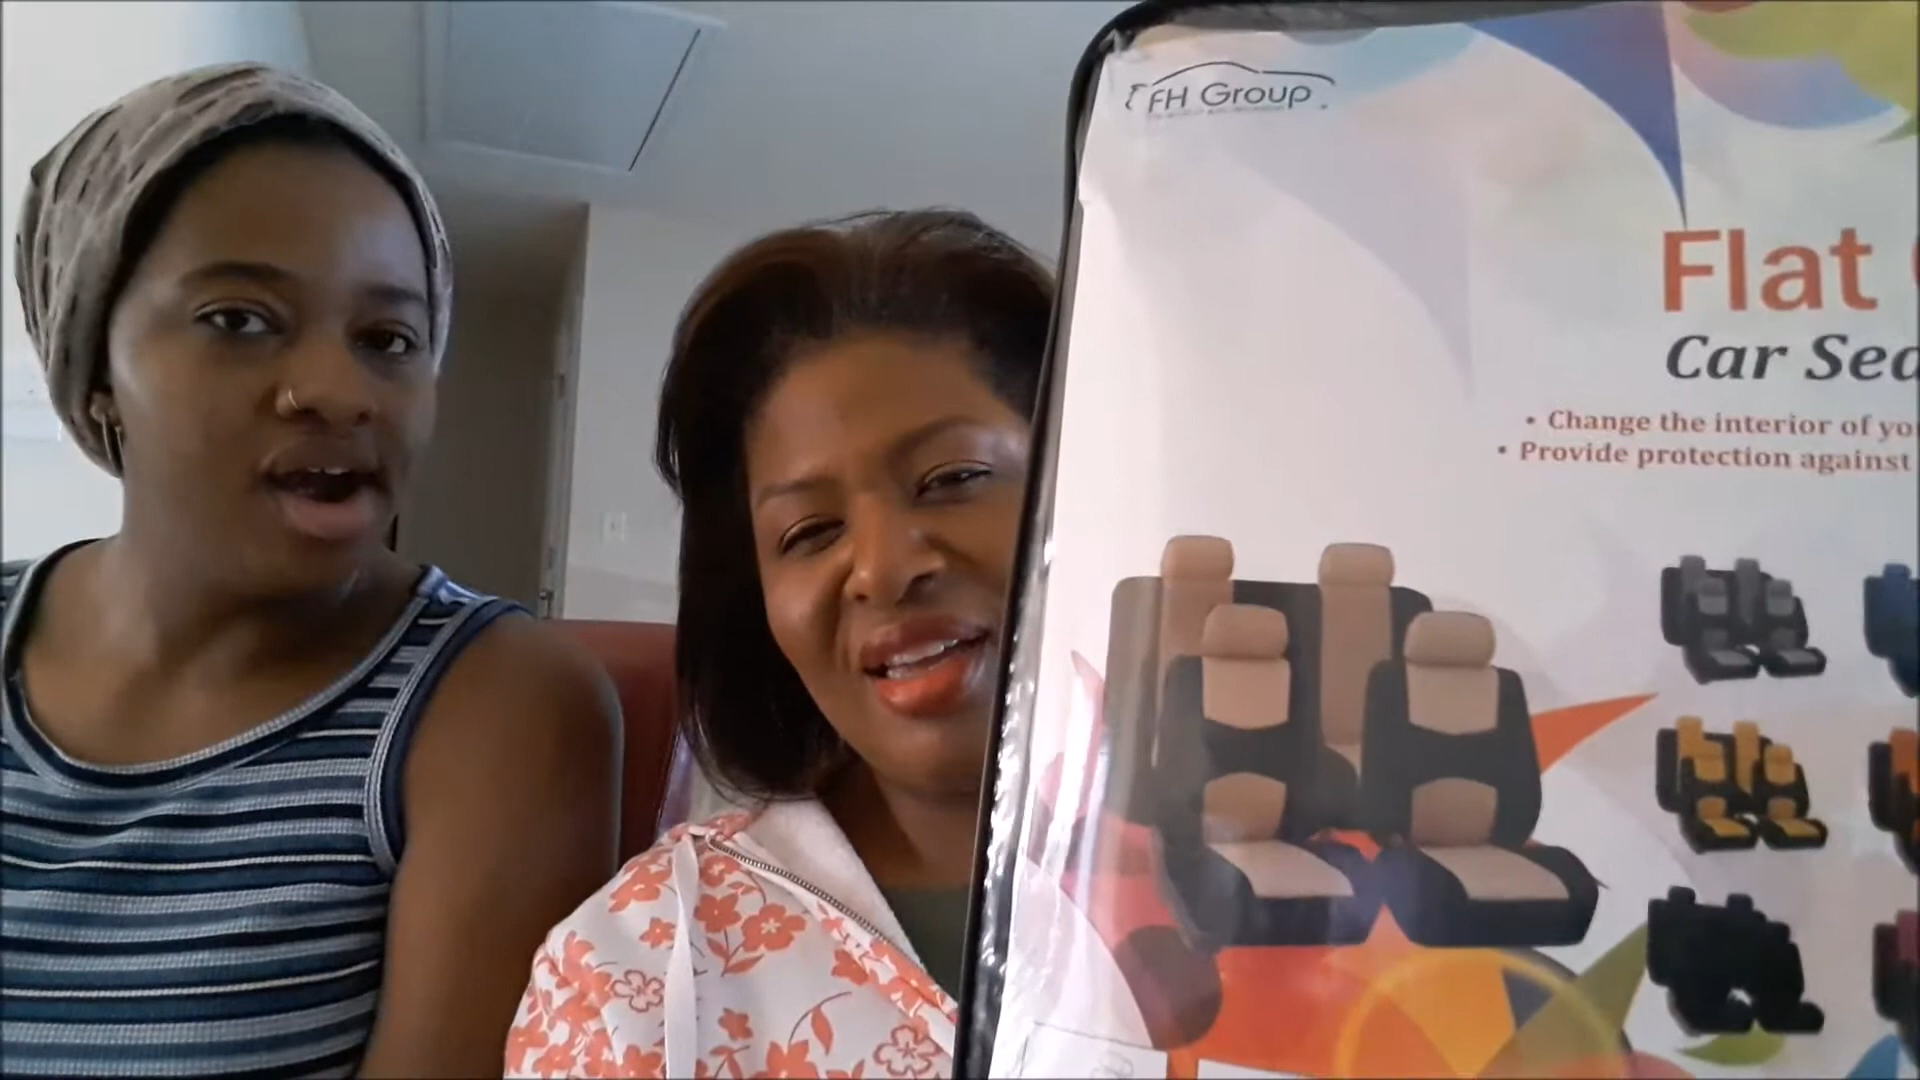 FH Group
Flat
Car Sea
• Change the interior of yo
• Provide protection against